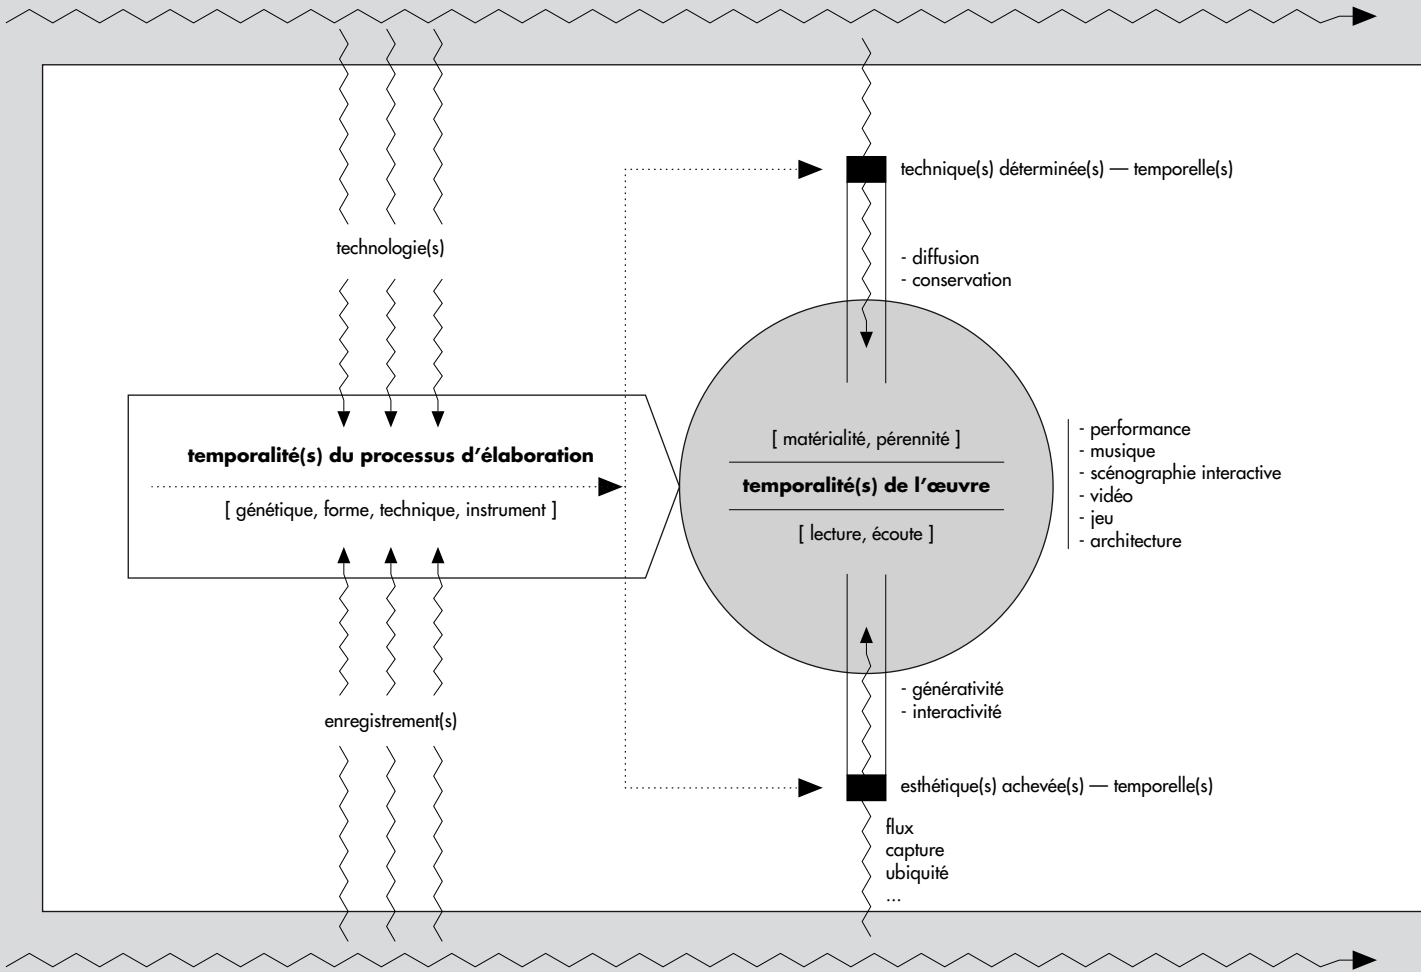 technique(s) déterminée(s) — temporelle(s)
technologie(s)
- diffusion
- conservation
temporalité(s) du processus d'élaboration
[ génétique, forme, technique, instrument ]
[ matérialité, pérennité ]
temporalité(s) de l'œuvre
[ lecture, écoute ]
- performance
- musique
- scénographie interactive
- vidéo
- jeu
- architecture
enregistrement(s)
- générativité
- interactivité
esthétique(s) achevée(s) — temporelle(s)
flux
capture
ubiquité
...